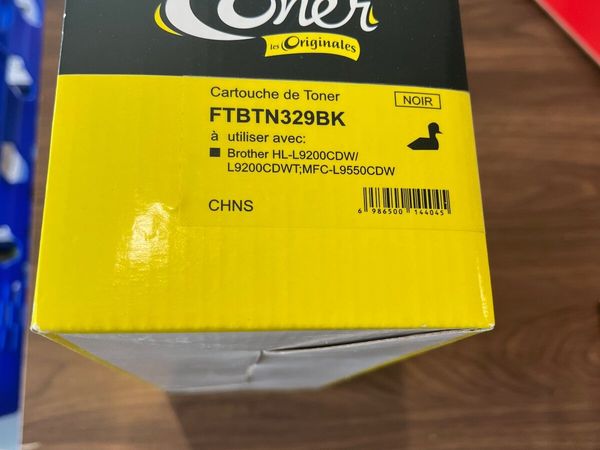 Toner
les Originales
Cartouche de Toner
NOIR
FTBTN329BK
à utiliser avec:
Brother HL-L9200CDW/
L9200CDWT;MFC-L9550CDW
CHNS
6 986500 144045